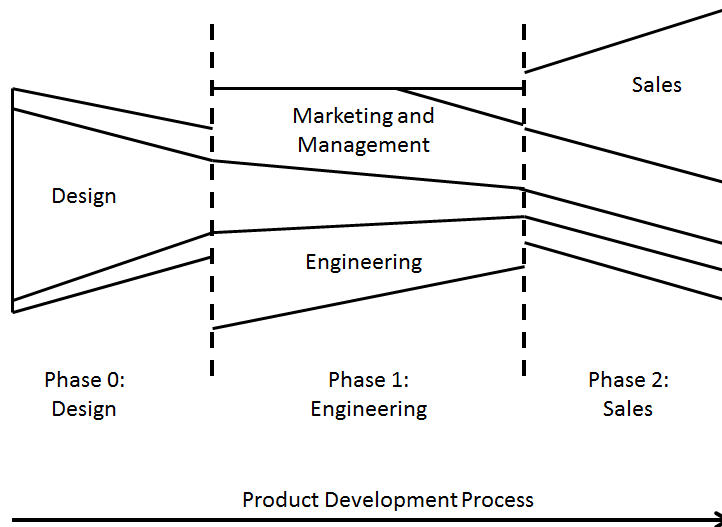 Sales
Marketing and
Management
Design
Engineering
Phase 0:
Design
Phase 1:
Engineering
Phase 2:
Sales
Product Development Process